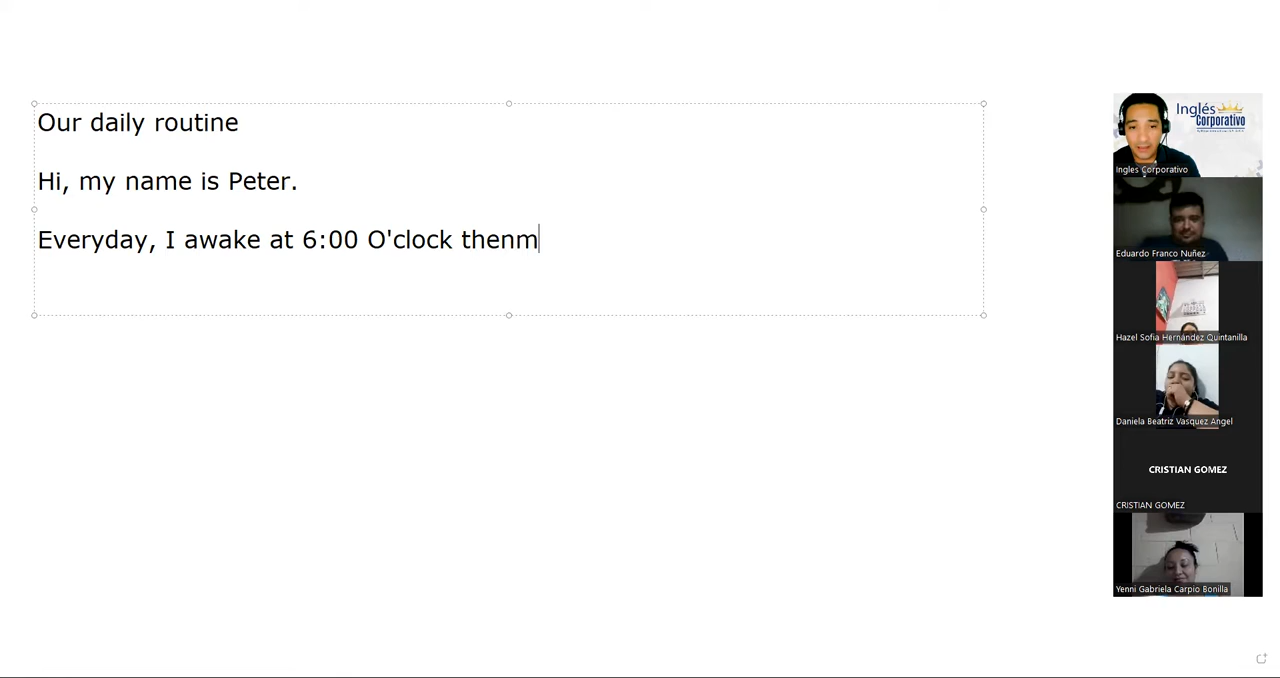 Our daily routine
Hi, my name is Peter.
Everyday, I awake at 6:00 O'clock thenm
Inglés
Corporativo
Ingles Corporativo
Eduardo Franco Nuñez
Hazel Sofia Hernández Quintanilla
Daniela Beatriz Vasquez Angel
CRISTIAN GOMEZ
CRISTIAN GOMEZ
Yenni Gabriela Carpio Bonilla